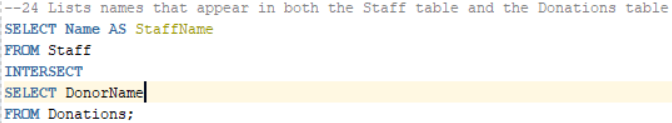 --24 Lists names that appear in both the Staff table and the Donations table
SELECT Name AS StaffName
FROM Staff
INTERSECT
SELECT DonorName
FROM Donations;